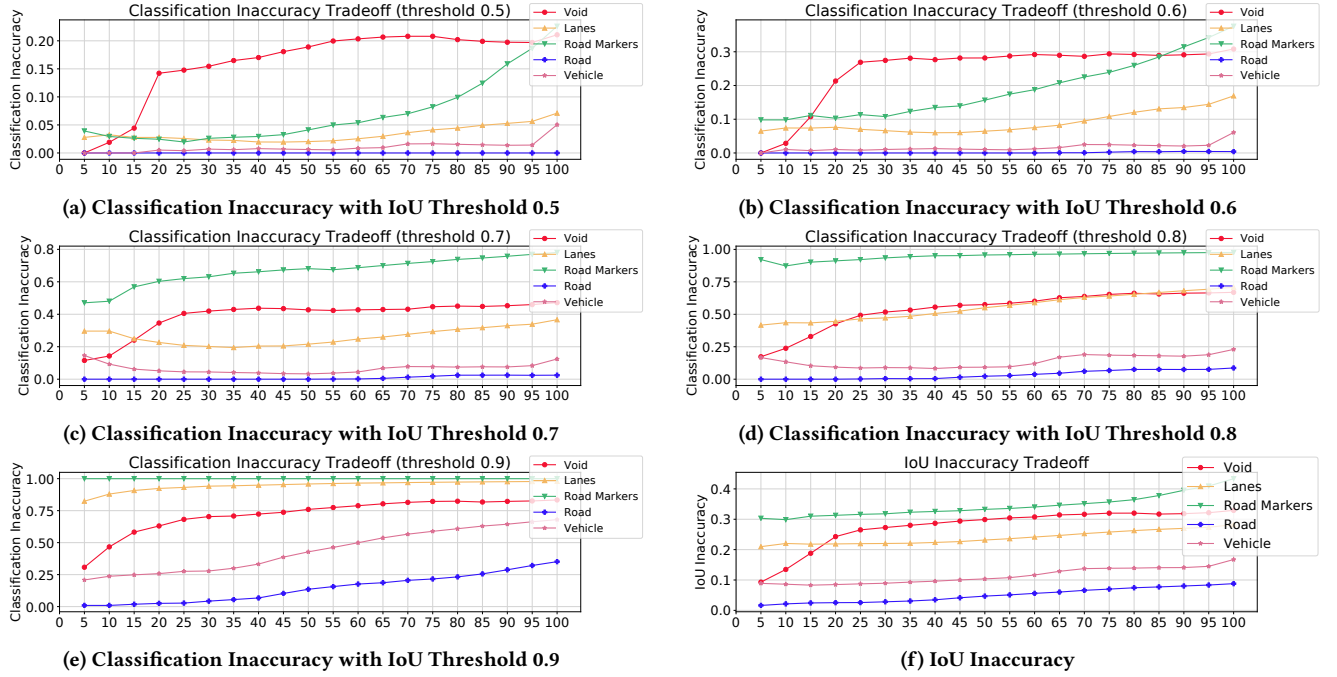 Classification Inaccuracy Tradeoff (threshold 0.5)
Classification Inaccuracy
0.20
0.15
0.10
0.05
0.00
0 5 10 15 20 25 30 35 40 45 50 55 60 65 70 75 80 85 90 95 100
Void
Lanes
Road Markers
Road
Vehicle
(a) Classification Inaccuracy with IoU Threshold 0.5
Classification Inaccuracy Tradeoff (threshold 0.6)
Classification Inaccuracy
0.3
0.2
0.1
0.0
0 5 10 15 20 25 30 35 40 45 50 55 60 65 70 75 80 85 90 95 100
Void
Lanes
Road Markers
Road
Vehicle
(b) Classification Inaccuracy with IoU Threshold 0.6
Classification Inaccuracy Tradeoff (threshold 0.7)
Classification Inaccuracy
0.8
0.6
0.4
0.2
0.0
0 5 10 15 20 25 30 35 40 45 50 55 60 65 70 75 80 85 90 95 100
Void
Lanes
Road Markers
Road
Vehicle
(c) Classification Inaccuracy with IoU Threshold 0.7
Classification Inaccuracy Tradeoff (threshold 0.8)
Classification Inaccuracy
1.00
0.75
0.50
0.25
0.00
0 5 10 15 20 25 30 35 40 45 50 55 60 65 70 75 80 85 90 95 100
Void
Lanes
Road Markers
Road
Vehicle
(d) Classification Inaccuracy with IoU Threshold 0.8
Classification Inaccuracy Tradeoff (threshold 0.9)
Classification Inaccuracy
1.00
0.75
0.50
0.25
0.00
0 5 10 15 20 25 30 35 40 45 50 55 60 65 70 75 80 85 90 95 100
Void
Lanes
Road Markers
Road
Vehicle
(e) Classification Inaccuracy with IoU Threshold 0.9
IoU Inaccuracy Tradeoff
IoU Inaccuracy
0.4
0.3
0.2
0.1
0.0
0 5 10 15 20 25 30 35 40 45 50 55 60 65 70 75 80 85 90 95 100
Void
Lanes
Road Markers
Road
Vehicle
(f) IoU Inaccuracy